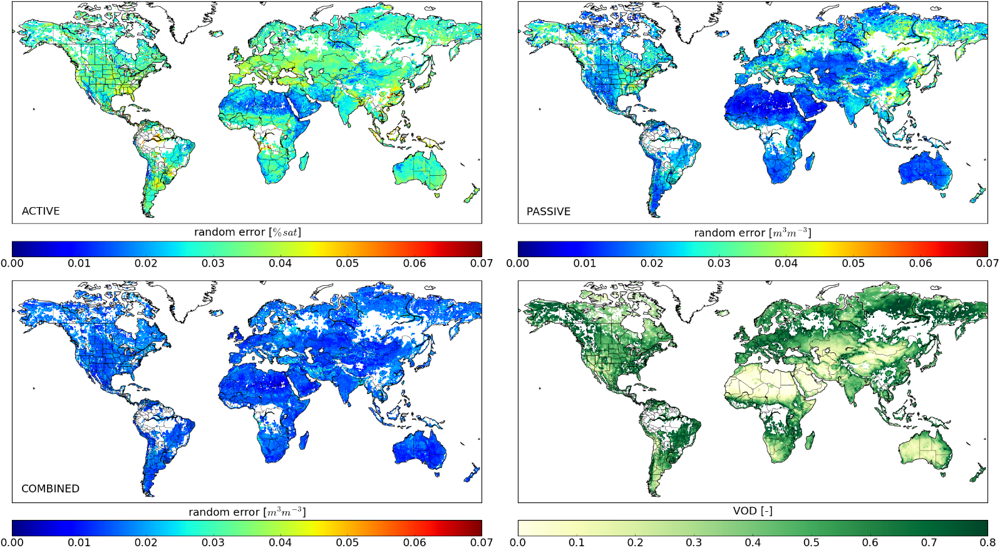 ACTIVE
PASSIVE
random error [%sat]
random error [m³m⁻³]
0.00 0.01 0.02 0.03 0.04 0.05 0.06 0.07
0.00 0.01 0.02 0.03 0.04 0.05 0.06 0.07
COMBINED
random error [m³m⁻³]
VOD [-]
0.00 0.01 0.02 0.03 0.04 0.05 0.06 0.07
0.0 0.1 0.2 0.3 0.4 0.5 0.6 0.7 0.8